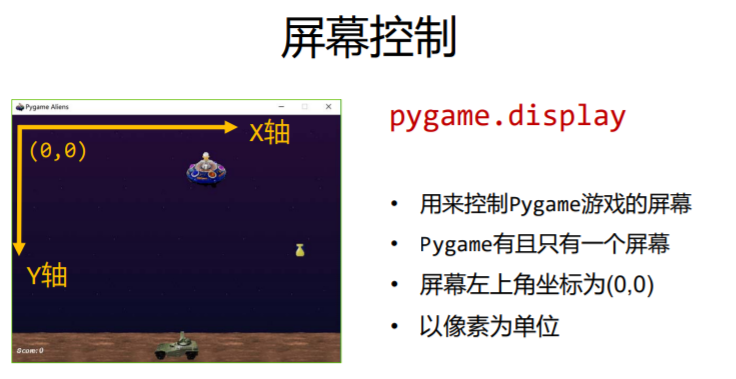 屏幕控制
Pygame Aliens
X轴
(0,0)
Y轴
Score: 0
pygame.display
• 用来控制Pygame游戏的屏幕
• Pygame有且只有一个屏幕
• 屏幕左上角坐标为(0,0)
• 以像素为单位